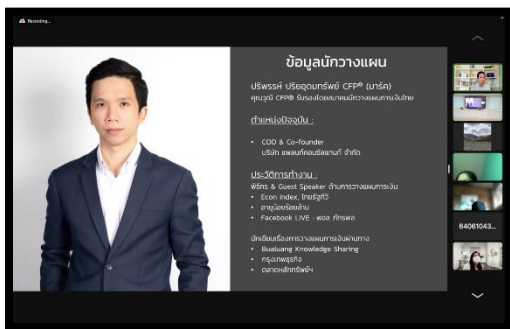 Recording...
ข้อมูลนักวางแผน
ปริพรรห์ ปริยอุดมทรัพย์ CFP® (มาร์ค)
คุณวุฒิ CFP® รับรองโดยสมาคมนักวางแผนการเงินไทย
ตำแหน่งปัจจุบัน :
• COO & Co-founder
บริษัท แพลนท์คอนซัลแทนท์ จำกัด
ประวัติการทำงาน :
พิธีกร & Guest Speaker ด้านการวางแผนการเงิน
• Econ Index, ไทยรัฐทีวี
• อายุน้อยร้อยล้าน
• Facebook LIVE : พอล ภัทรพล
นักเขียนเรื่องการวางแผนการเงินผ่านทาง
• Bualuang Knowledge Sharing
• กรุงเทพธุรกิจ
• ตลาดหลักทรัพย์ฯ
64061043...